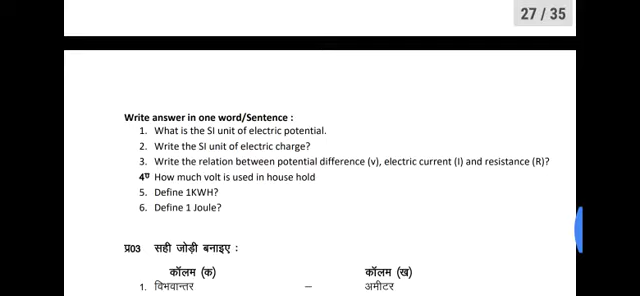 27 / 35
Write answer in one word/Sentence :
1. What is the SI unit of electric potential.
2. Write the SI unit of electric charge?
3. Write the relation between potential difference (v), electric current (I) and resistance (R)?
4प How much volt is used in house hold
5. Define 1KWH?
6. Define 1 Joule?
प्र03 सही जोड़ी बनाइए :
कॉलम (क) कॉलम (ख)
1. विभवान्तर – अमीटर